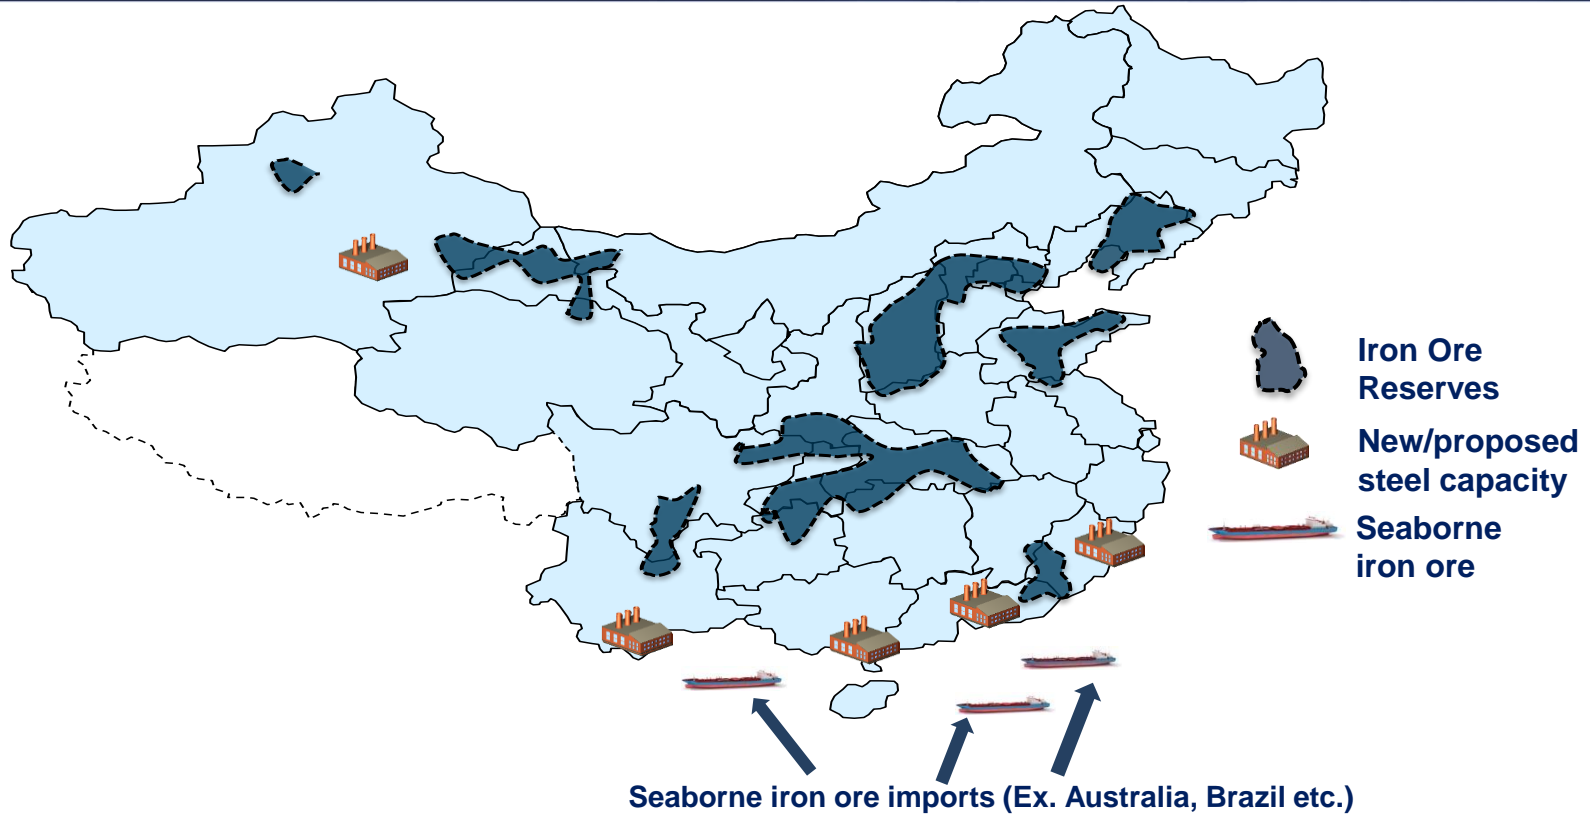 Iron Ore
Reserves
New/proposed
steel capacity
Seaborne
iron ore
Seaborne iron ore imports (Ex. Australia, Brazil etc.)